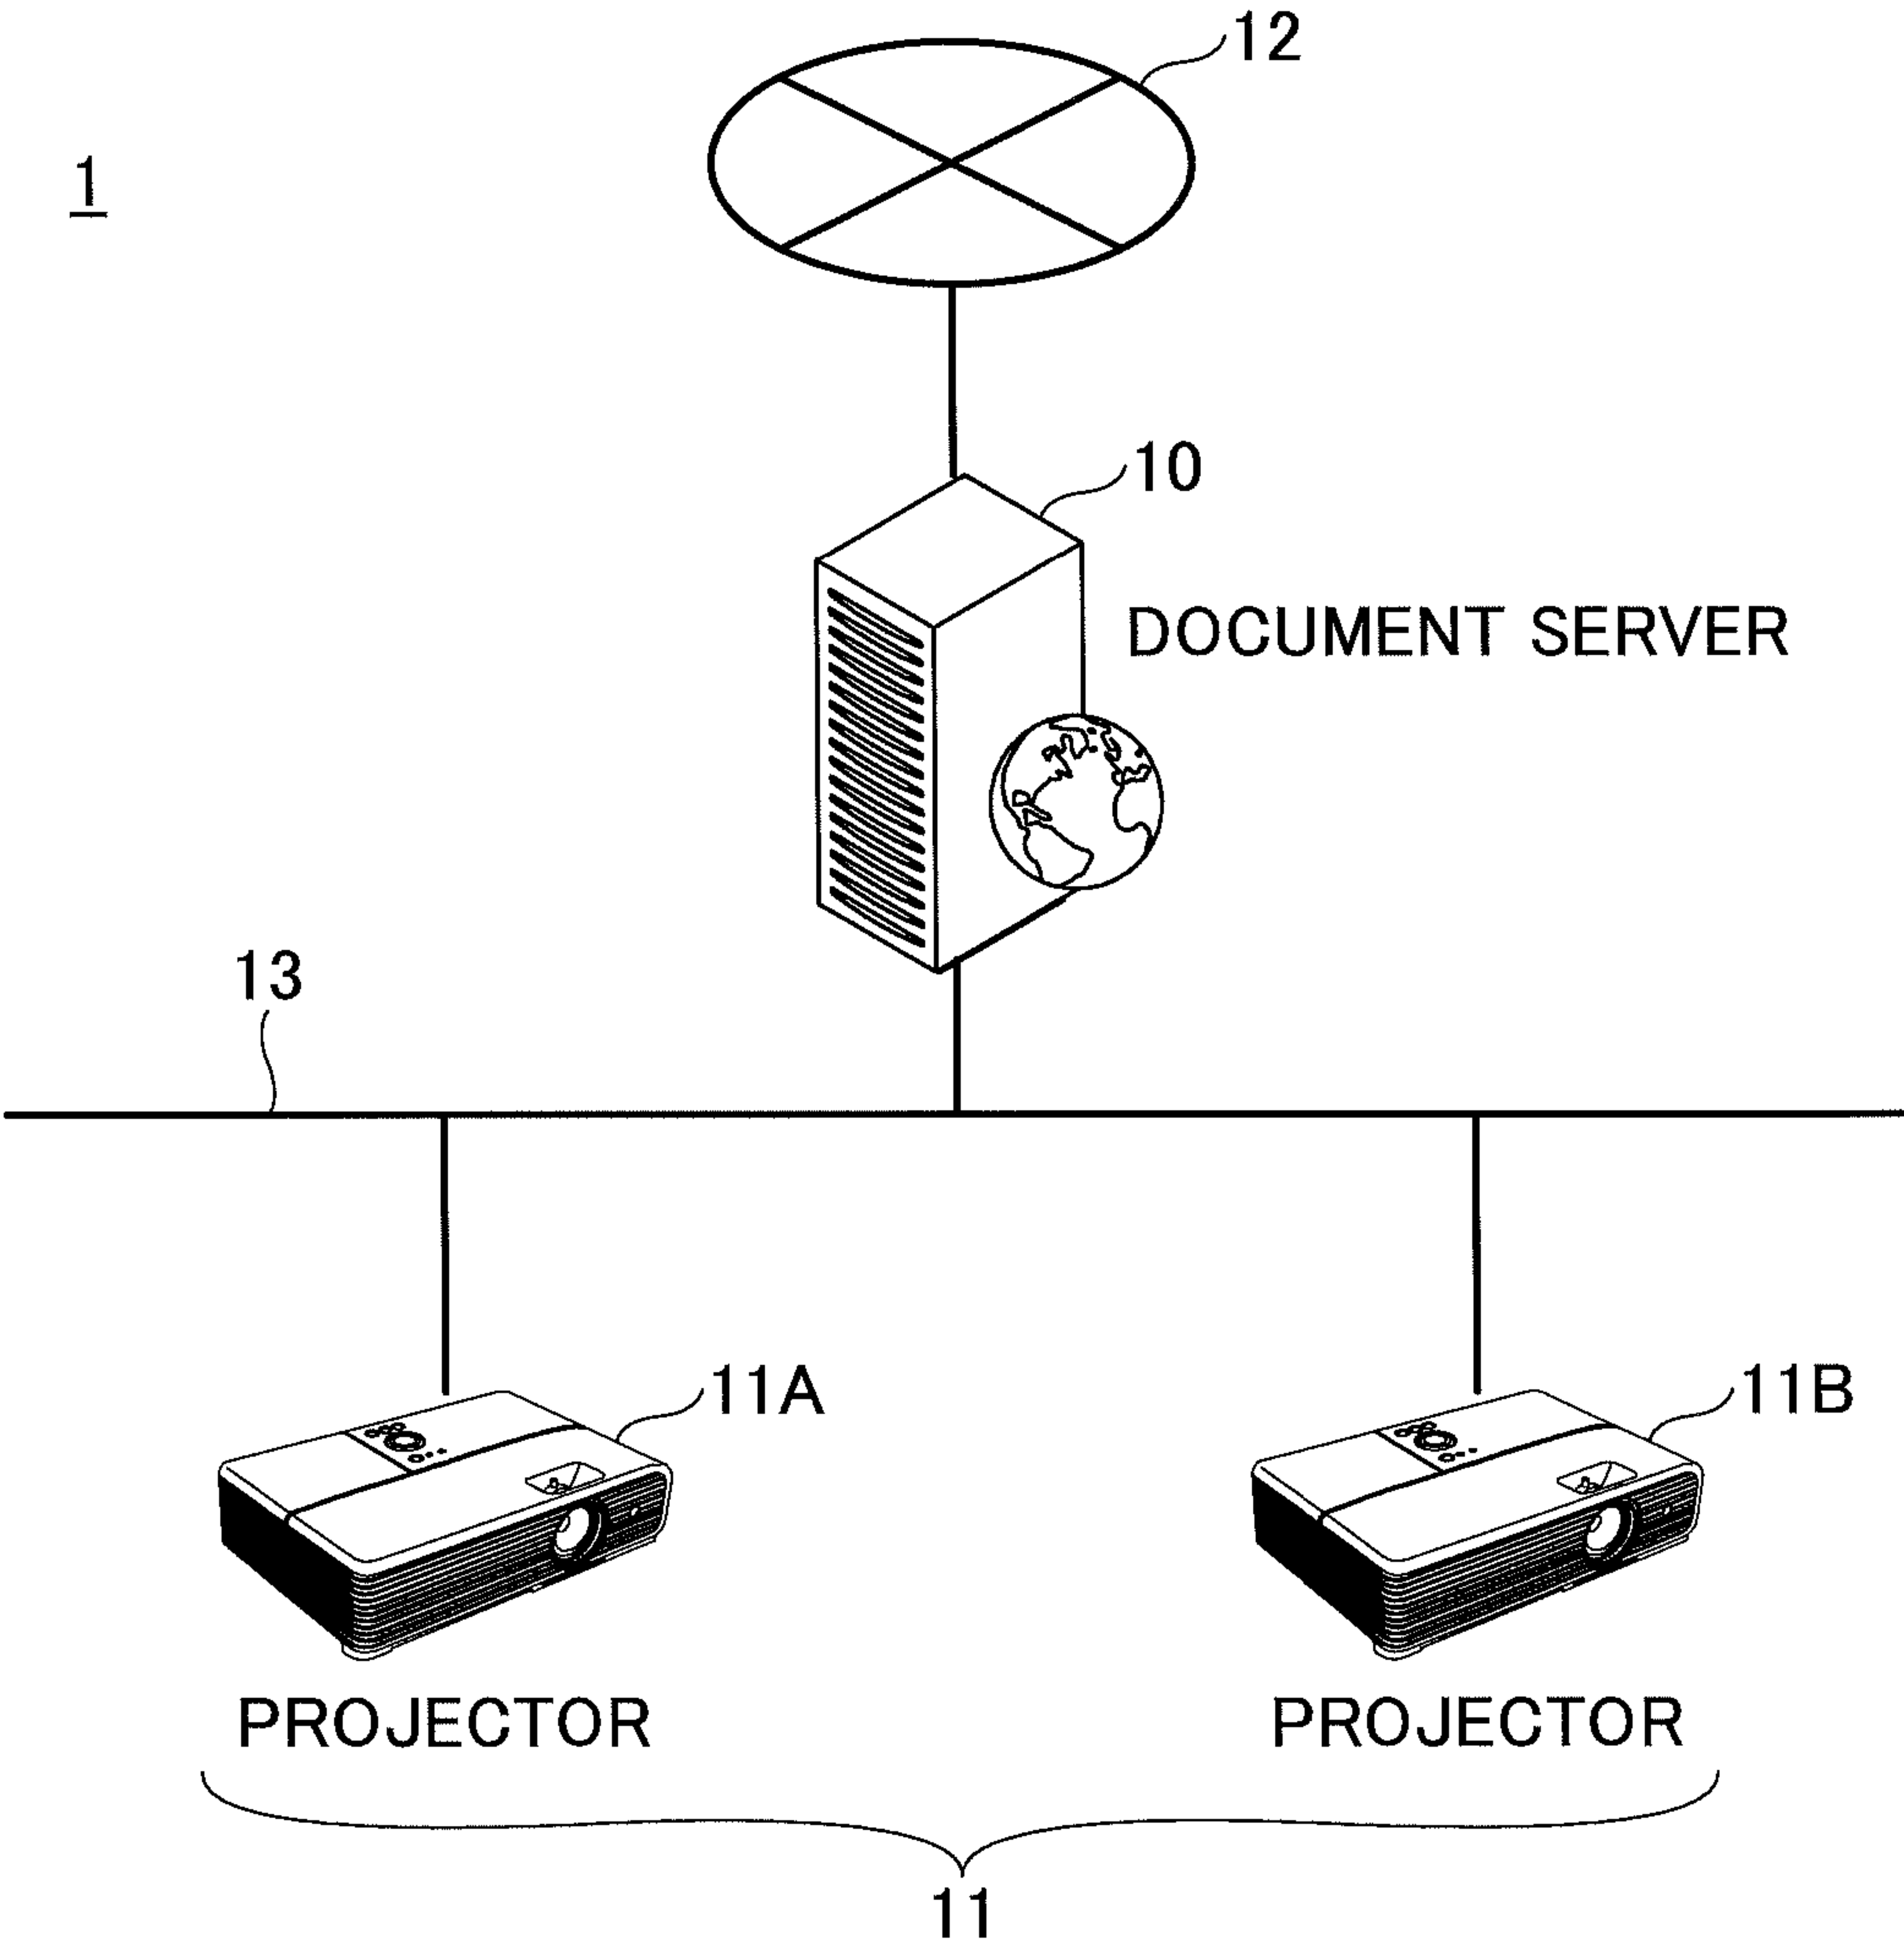 12
1
10
DOCUMENT SERVER
13
11A
11B
PROJECTOR
PROJECTOR
11